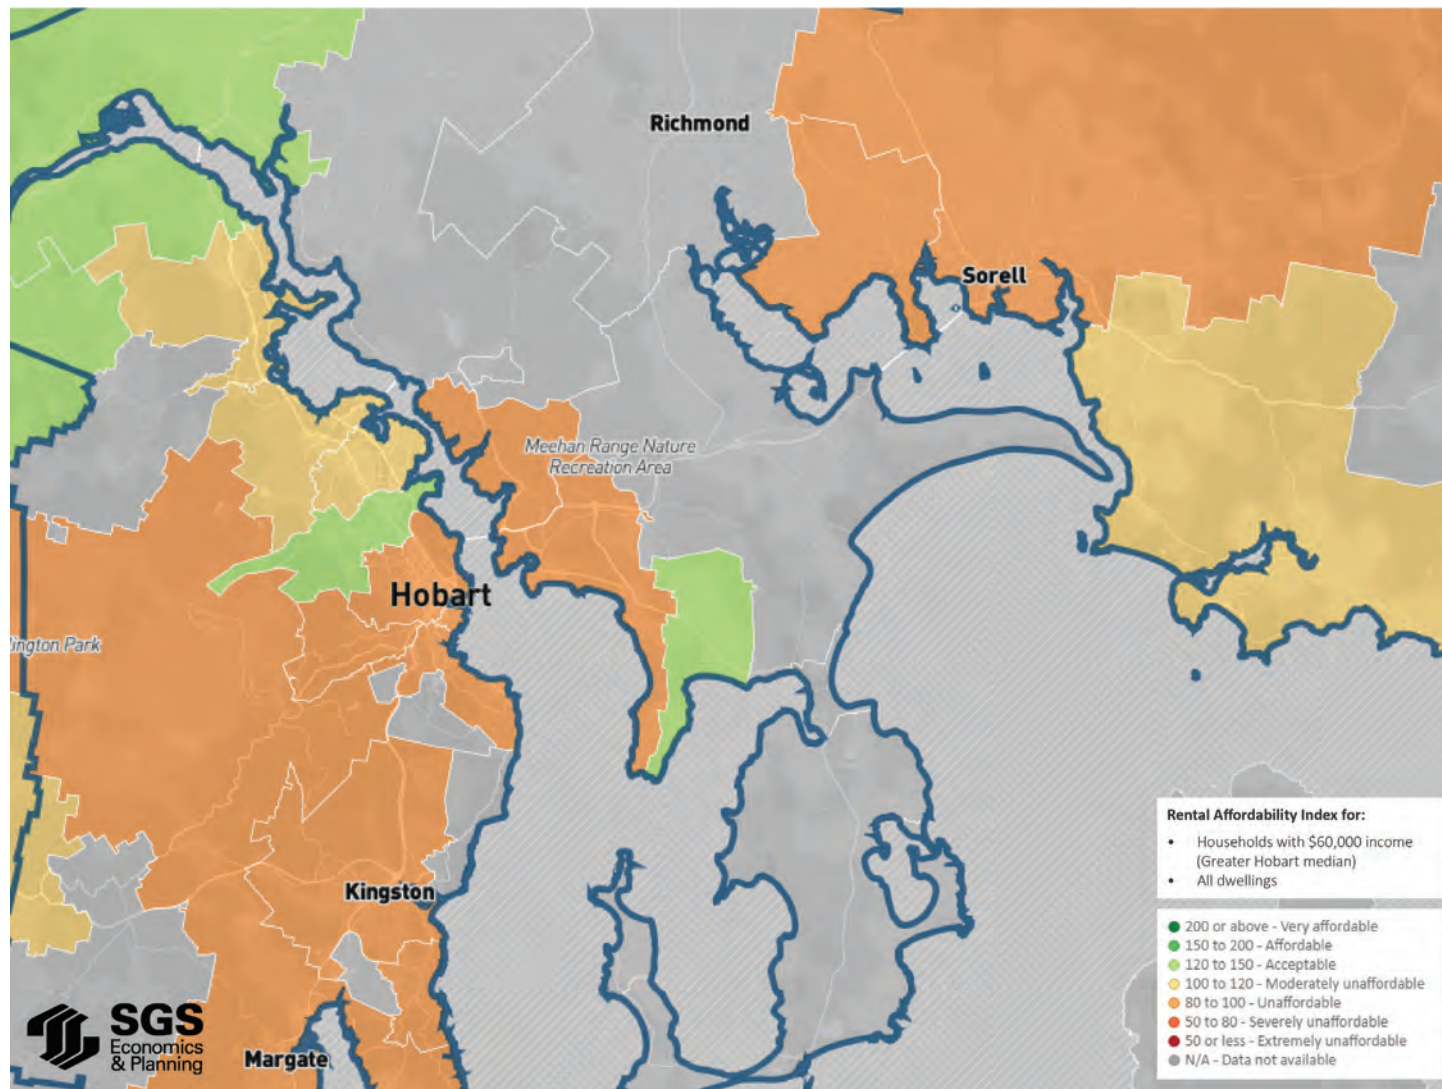 Richmond
Sorell
Meehan Range Nature
Recreation Area
Hobart
lington Park
Kingston
Margate
SGS
Economics
& Planning
Rental Affordability Index for:
• Households with $60,000 income
(Greater Hobart median)
• All dwellings
200 or above - Very affordable
150 to 200 - Affordable
120 to 150 - Acceptable
100 to 120 - Moderately unaffordable
80 to 100 - Unaffordable
50 to 80 - Severely unaffordable
50 or less - Extremely unaffordable
N/A - Data not available